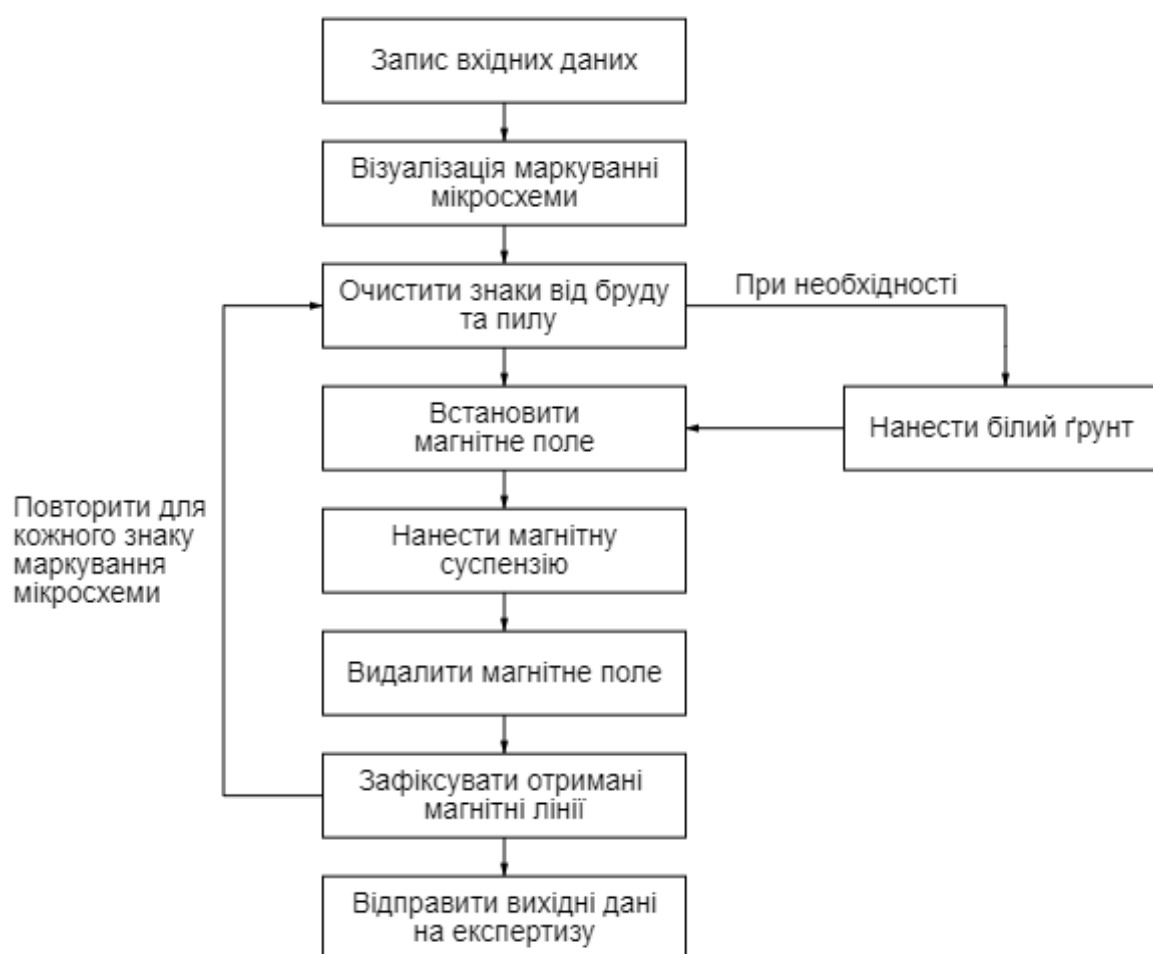 Запис вхідних даних
Візуалізація маркуванні
мікросхеми
Очистити знаки від бруду
та пилу
При необхідності
Встановити
магнітне поле
Нанести білий ґрунт
Повторити для
кожного знаку
маркування
мікросхеми
Нанести магнітну
суспензію
Видалити магнітне поле
Зафіксувати отримані
магнітні лінії
Відправити вихідні дані
на експертизу